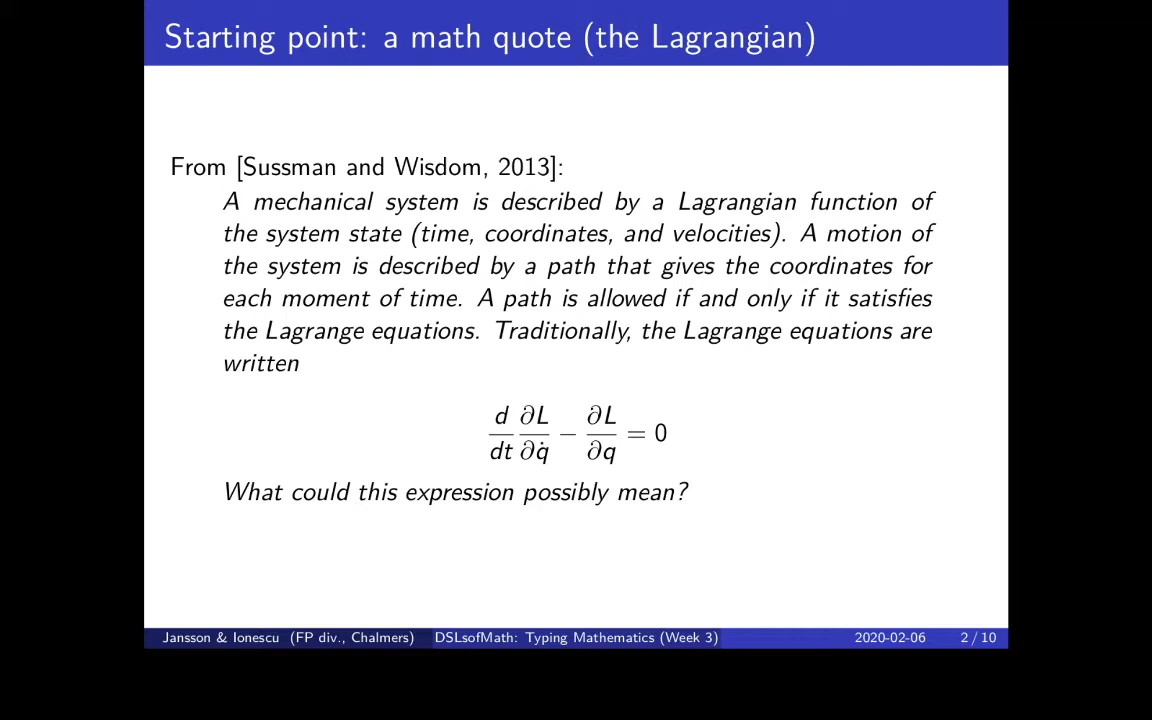 Starting point: a math quote (the Lagrangian)
From [Sussman and Wisdom, 2013]:
A mechanical system is described by a Lagrangian function of
the system state (time, coordinates, and velocities). A motion of
the system is described by a path that gives the coordinates for
each moment of time. A path is allowed if and only if it satisfies
the Lagrange equations. Traditionally, the Lagrange equations are
written
d/dt ∂L/∂q̇ − ∂L/∂q = 0
What could this expression possibly mean?
Jansson & Ionescu (FP div., Chalmers) DSLsofMath: Typing Mathematics (Week 3) 2020-02-06 2 / 10